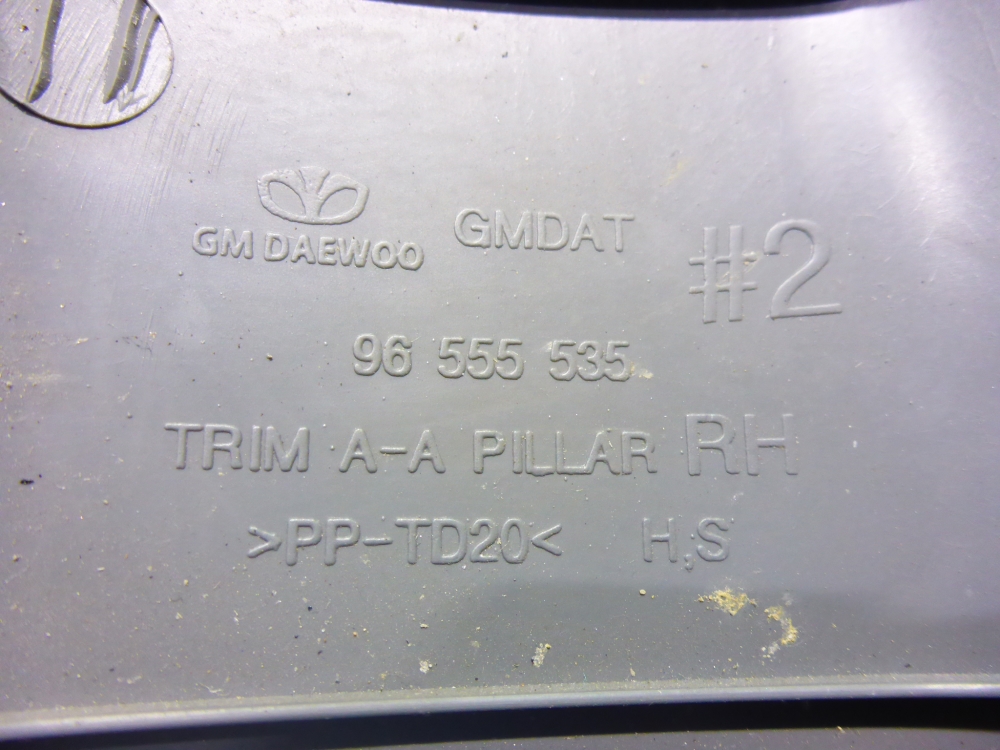 GM DAEWOO GMDAT #2
96 555 535
TRIM A-A PILLAR RH
>PP-TD20< H,S